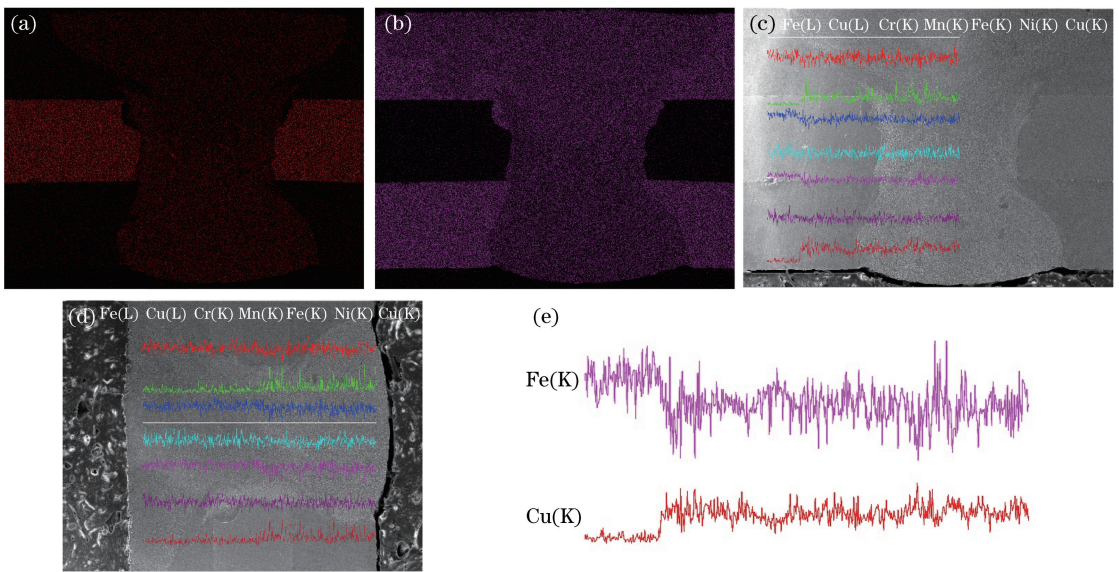 (a)
(b)
(c)
Fe(L) Cu(L) Cr(K) Mn(K) Fe(K) Ni(K) Cu(K)
(d) Fe(L) Cu(L) Cr(K) Mn(K) Fe(K) Ni(K) Cu(K)
(e)
Fe(K)
Cu(K)